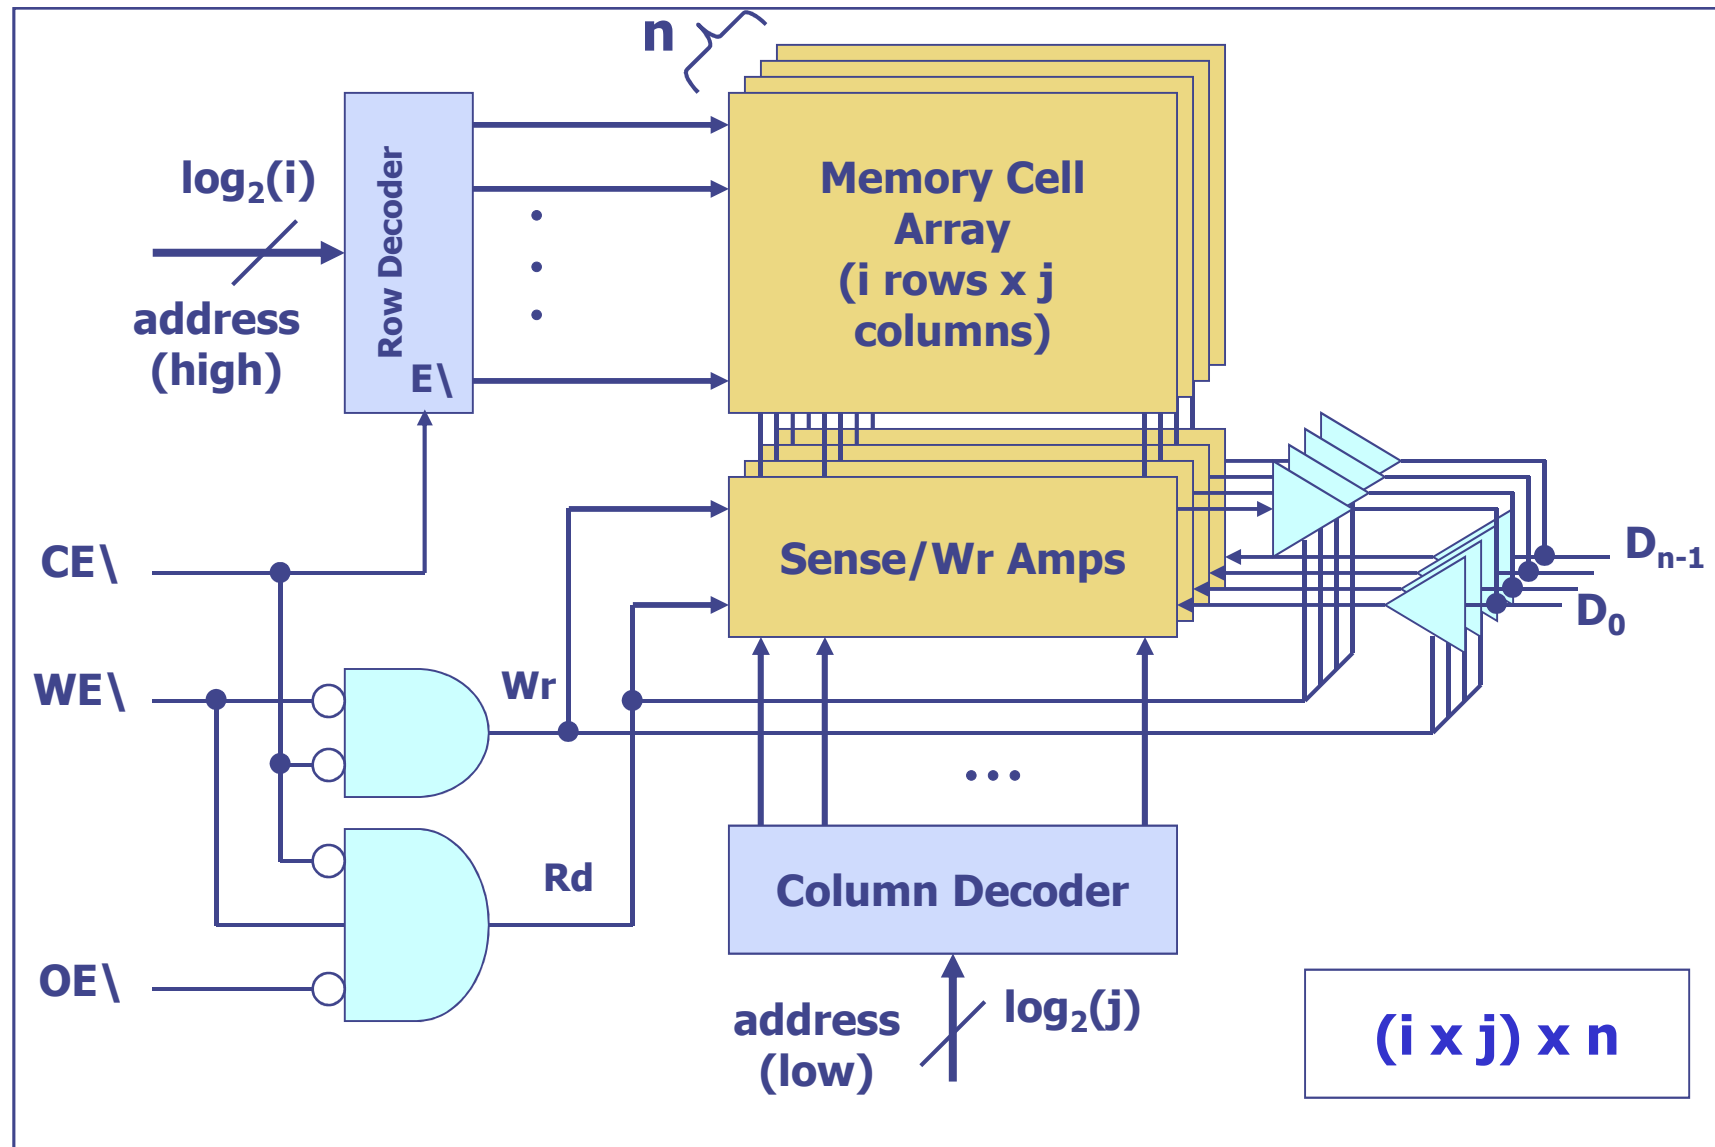 n
log₂(i)
address
(high)
Row Decoder
E\
Memory Cell
Array
(i rows x j
columns)
Sense/Wr Amps
D₍n-1₎
D₀
CE\
WE\
OE\
Wr
Rd
. . .
Column Decoder
address
(low)
log₂(j)
(i x j) x n